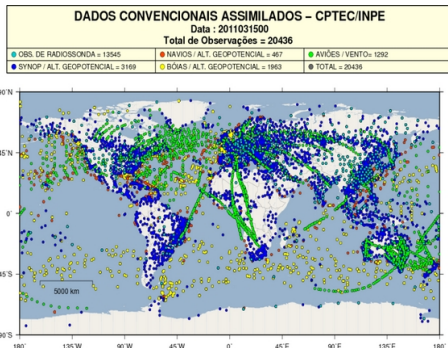 DADOS CONVENCIONAIS ASSIMILADOS – CPTEC/INPE
Data : 2011031500
Total de Observações = 20436
OBS. DE RADIOSSONDA = 13545
NAVIOS / ALT. GEOPOTENCIAL = 467
AVIÕES / VENTO= 1292
SYNOP / ALT. GEOPOTENCIAL = 3169
BÓIAS / ALT. GEOPOTENCIAL = 1963
TOTAL = 20436
90˚N
45˚N
0˚
45˚S
5000 km
90˚S
180˚ 135˚W 90˚W 45˚W 0˚ 45˚E 90˚E 135˚E 180˚